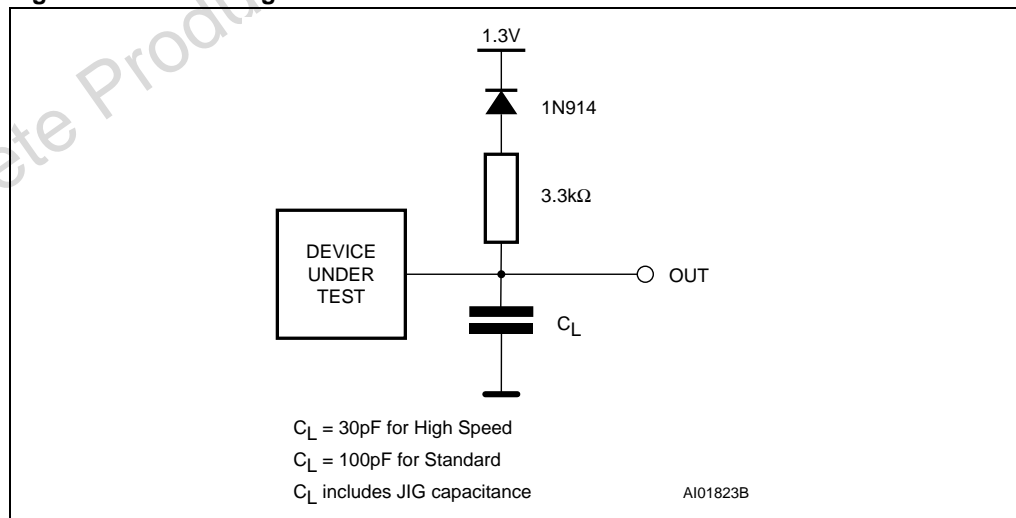 1.3V
1N914
3.3kΩ
DEVICE
UNDER
TEST
OUT
CL
CL = 30pF for High Speed
CL = 100pF for Standard
CL includes JIG capacitance
AI01823B